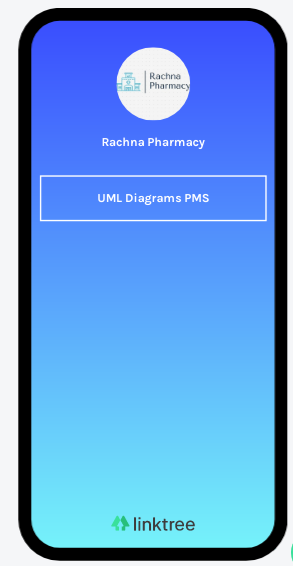 Rachna
Pharmacy
Rachna Pharmacy
UML Diagrams PMS
linktree